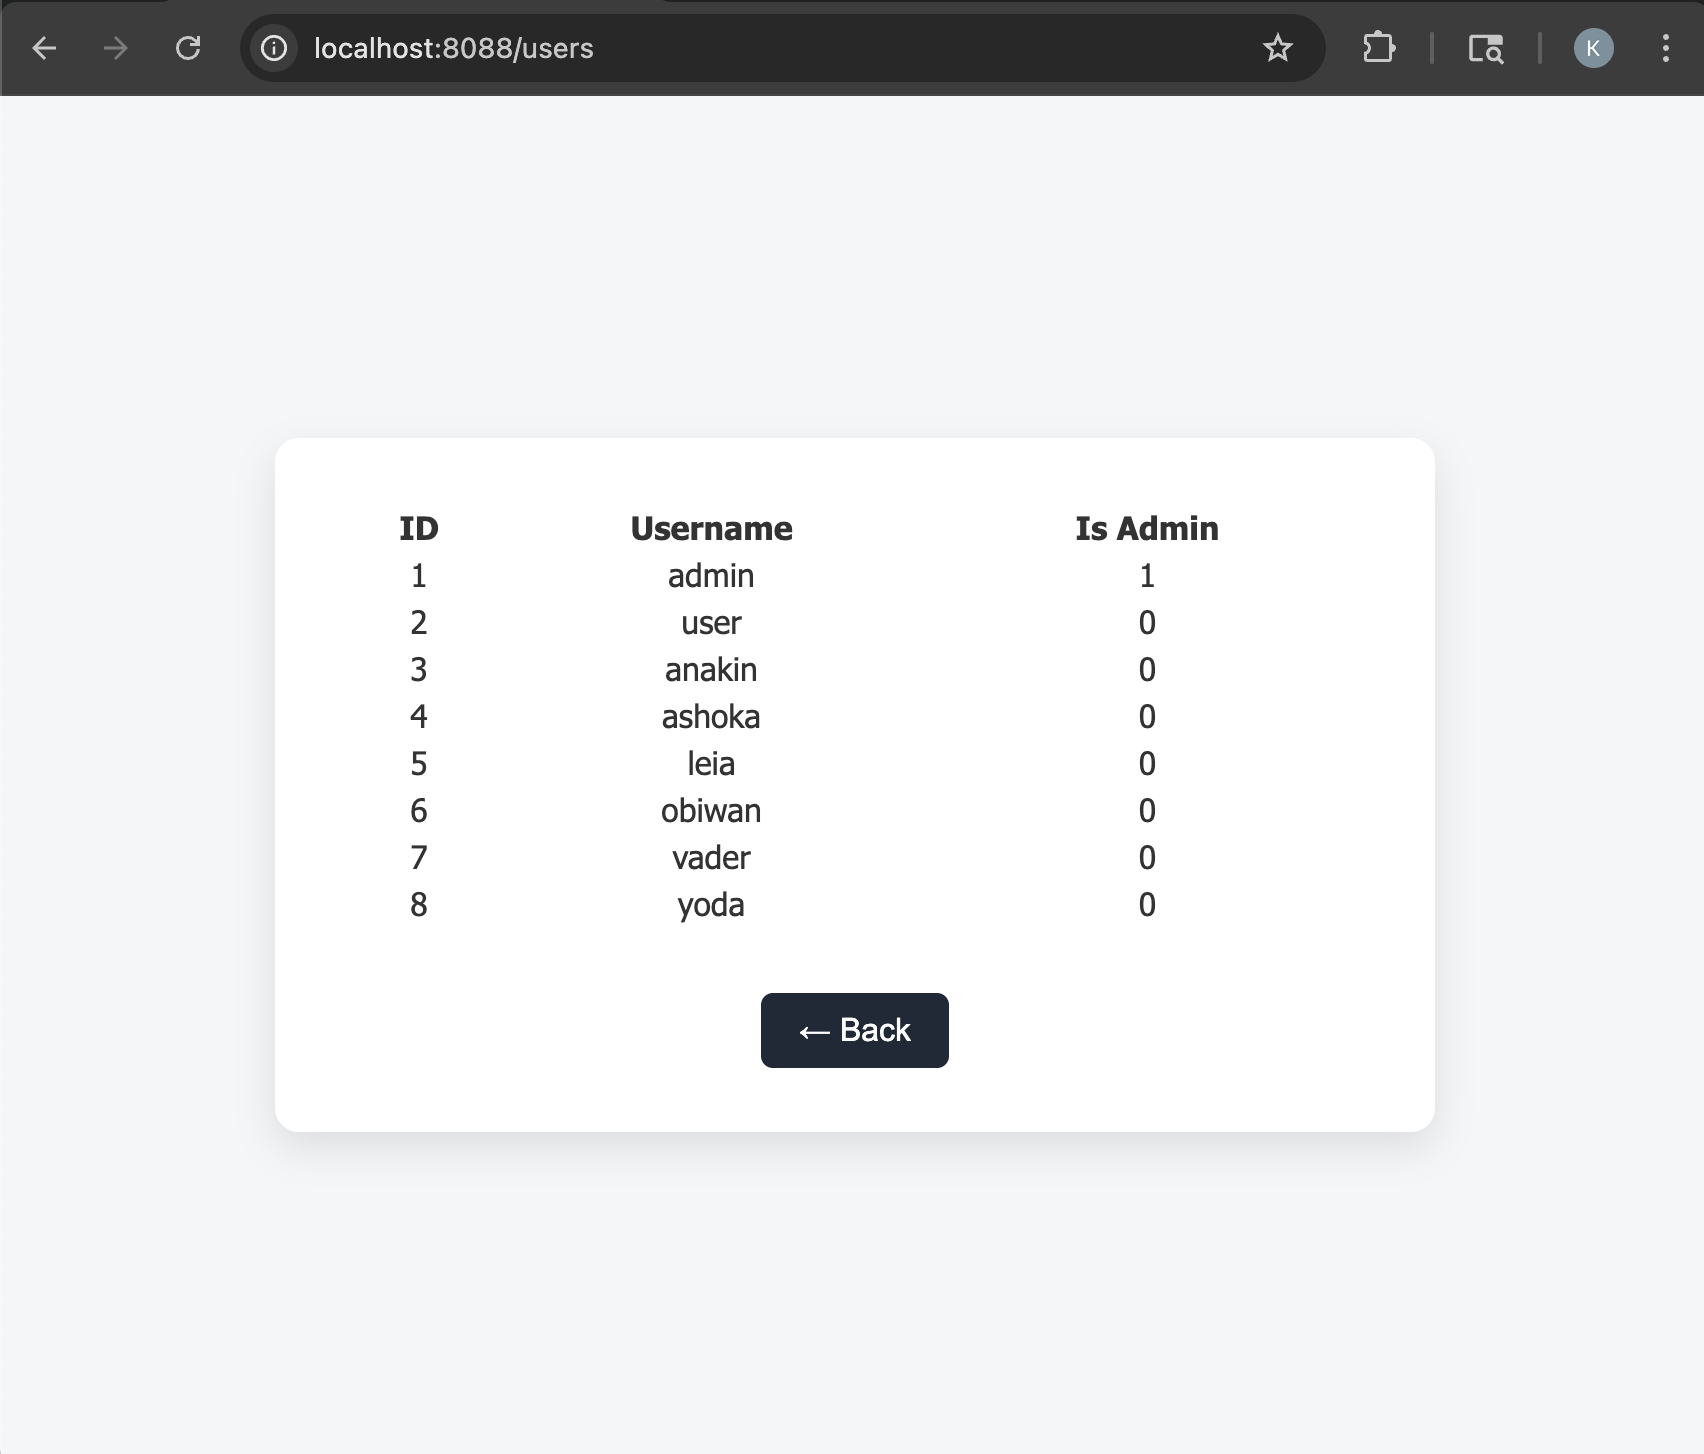 localhost:8088/users
K
ID Username Is Admin
1 admin 1
2 user 0
3 anakin 0
4 ashoka 0
5 leia 0
6 obiwan 0
7 vader 0
8 yoda 0
← Back